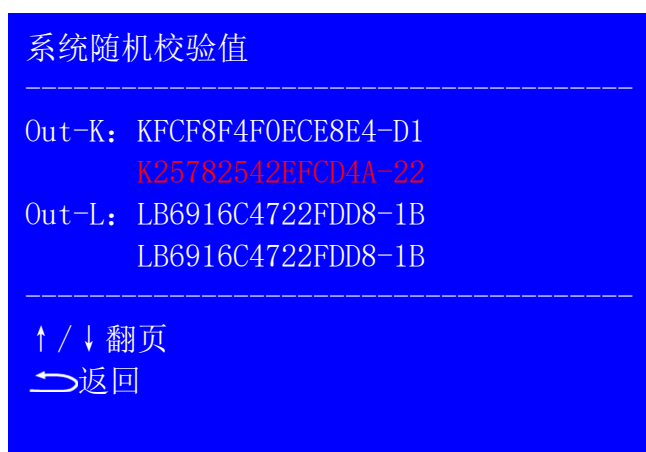 系统随机校验值
Out-K: KFCF8F4F0ECE8E4-D1
K25782542EFCD4A-22
Out-L: LB6916C4722FDD8-1B
LB6916C4722FDD8-1B
↑/↓翻页
返回